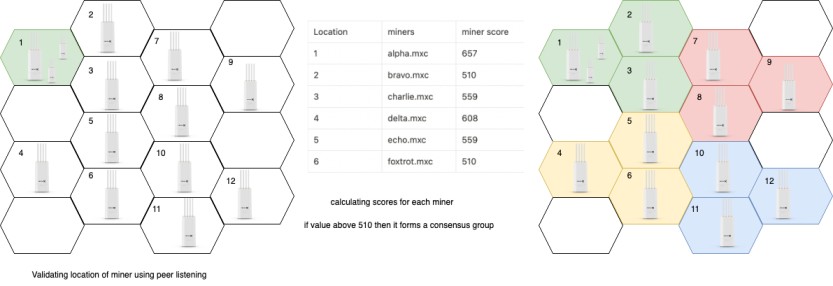 2
1
7
3
9
8
5
4
10
6
12
11
Validating location of miner using peer listening
Location miners miner score
1 alpha.mxc 657
2 bravo.mxc 510
3 charlie.mxc 559
4 delta.mxc 608
5 echo.mxc 559
6 foxtrot.mxc 510
calculating scores for each miner
if value above 510 then it forms a consensus group
2
1
7
3
9
8
5
4
10
6
12
11